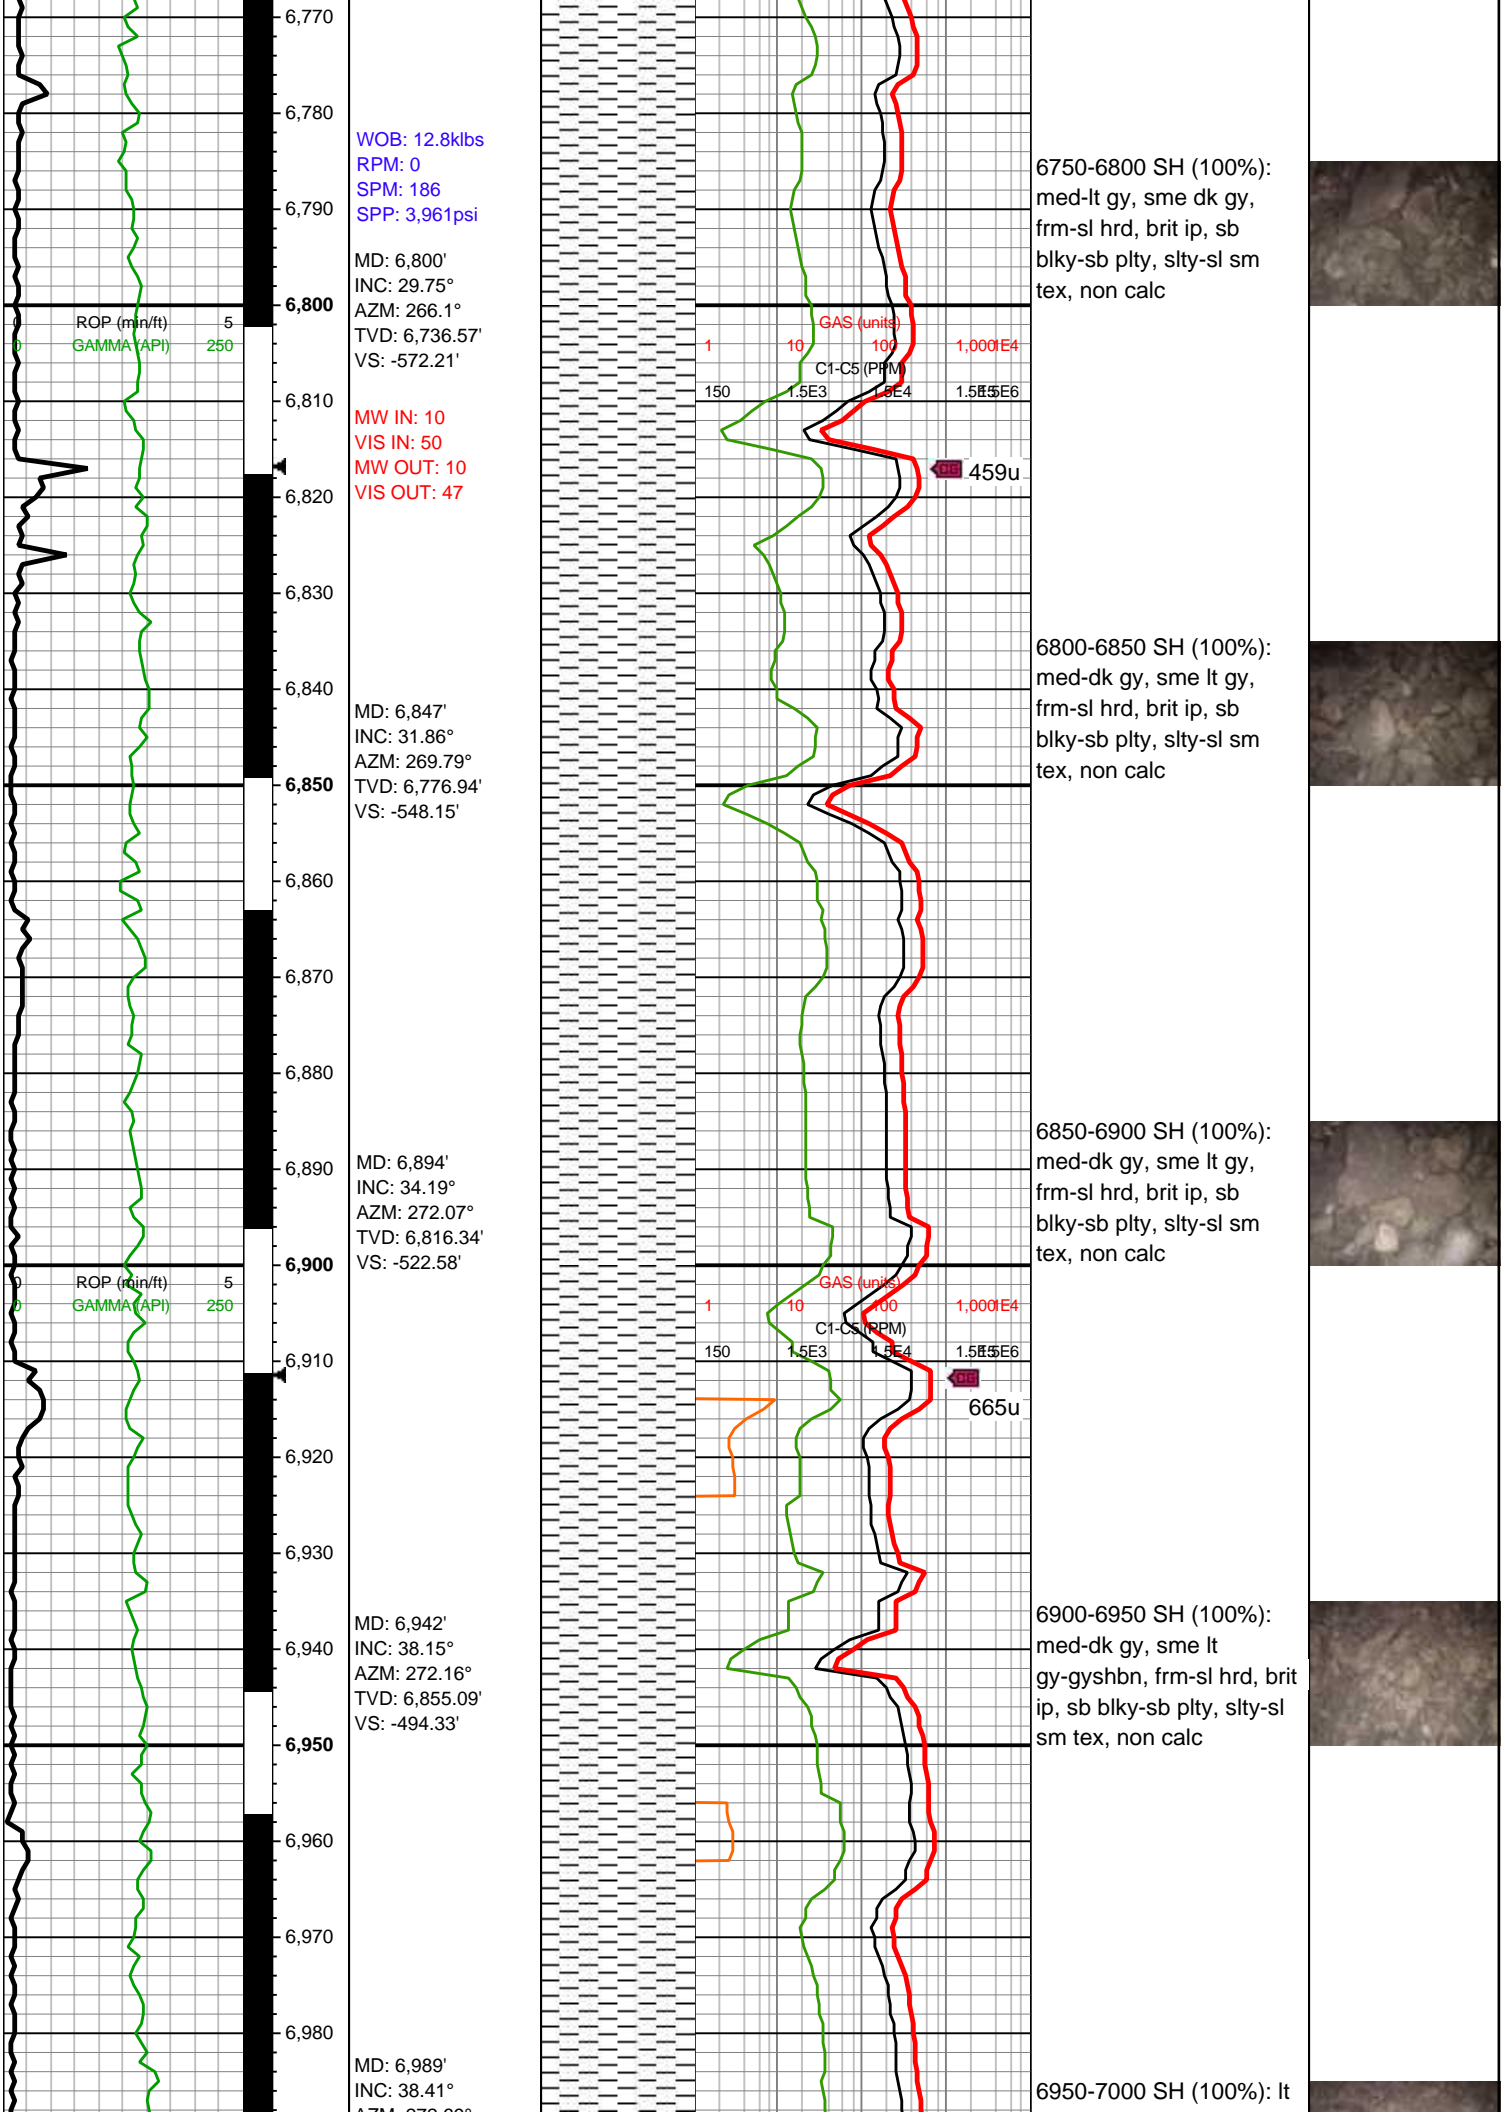 6,770
6,780
WOB: 12.8klbs
RPM: 0
SPM: 186
SPP: 3,961psi
6750-6800 SH (100%):
med-lt gy, sme dk gy,
frm-sl hrd, brit ip, sb
blky-sb plty, slty-sl sm
tex, non calc
6,790
MD: 6,800'
INC: 29.75°
AZM: 266.1°
TVD: 6,736.57'
VS: -572.21'
6,800
0 ROP (min/ft) 5
0 GAMMA (API) 250
GAS (units)
1 10 100 1,000 1E4
C1-C5 (PPM)
150 1.5E3 1.5E4 1.5E5 1.5E6
6,810
MW IN: 10
VIS IN: 50
MW OUT: 10
VIS OUT: 47
CG 459u
6,820
6,830
6800-6850 SH (100%):
med-dk gy, sme lt gy,
frm-sl hrd, brit ip, sb
blky-sb plty, slty-sl sm
tex, non calc
6,840
MD: 6,847'
INC: 31.86°
AZM: 269.79°
TVD: 6,776.94'
VS: -548.15'
6,850
6,860
6,870
6,880
6850-6900 SH (100%):
med-dk gy, sme lt gy,
frm-sl hrd, brit ip, sb
blky-sb plty, slty-sl sm
tex, non calc
6,890
MD: 6,894'
INC: 34.19°
AZM: 272.07°
TVD: 6,816.34'
VS: -522.58'
6,900
0 ROP (min/ft) 5
0 GAMMA (API) 250
GAS (units)
1 10 100 1,000 1E4
C1-C5 (PPM)
150 1.5E3 1.5E4 1.5E5 1.5E6
6,910
CG
665u
6,920
6,930
6900-6950 SH (100%):
med-dk gy, sme lt
gy-gyshbn, frm-sl hrd, brit
ip, sb blky-sb plty, slty-sl
sm tex, non calc
6,940
MD: 6,942'
INC: 38.15°
AZM: 272.16°
TVD: 6,855.09'
VS: -494.33'
6,950
6,960
6,970
6,980
MD: 6,989'
INC: 38.41°
6950-7000 SH (100%): lt